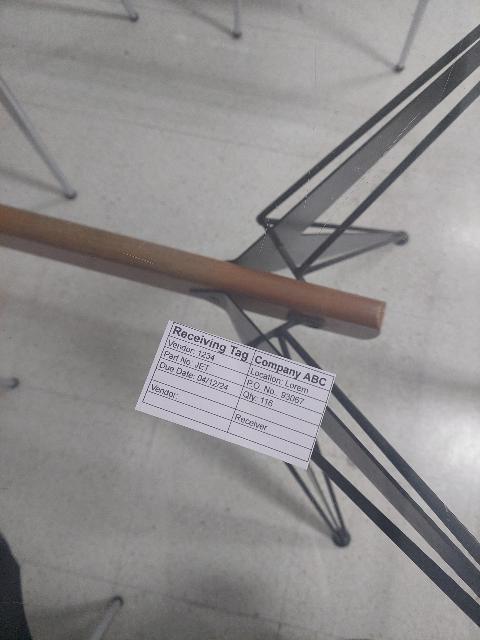 Receiving Tag Company ABC
Vendor: 1234 Location: Lorem
Part No. JET P.O. No. 93067
Due Date: 04/12/24 Qty: 116
Vendor: Receiver